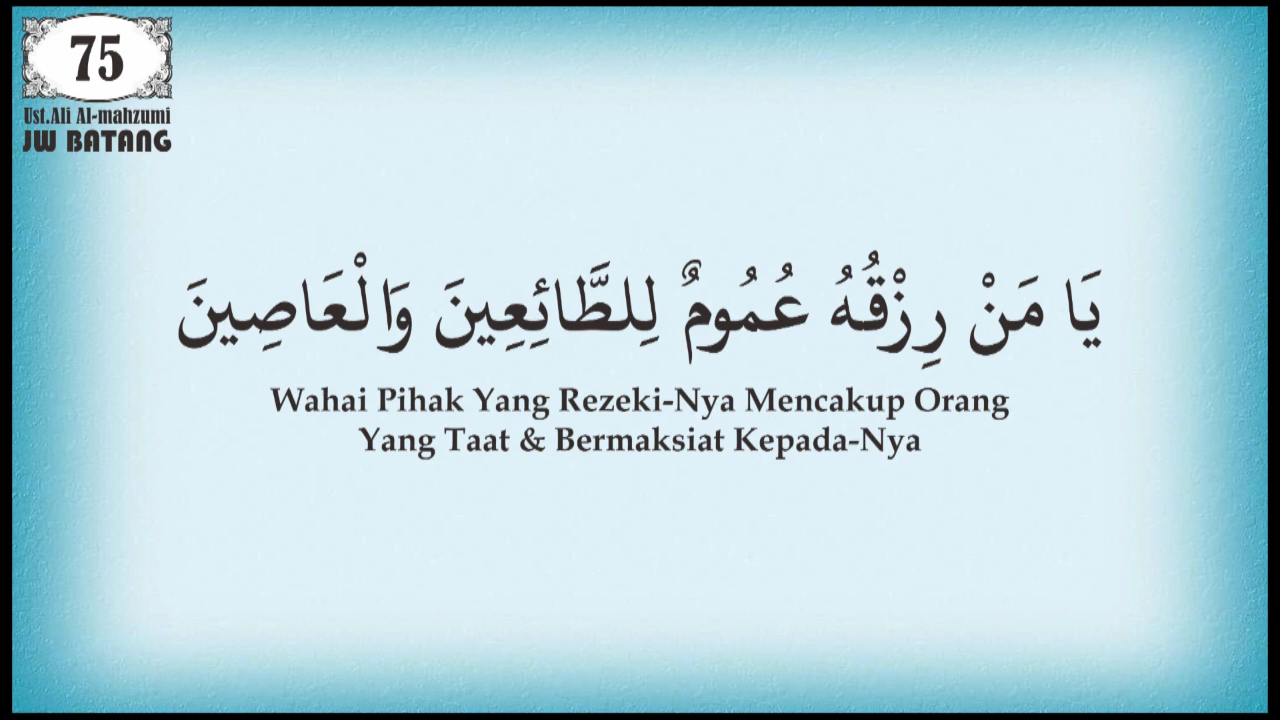 75
Ust.Ali Al-mahzumi
JW BATANG
يَا مَنْ رِزْقُهُ عُمُومٌ لِلطَّائِعِينَ وَالْعَاصِينَ
Wahai Pihak Yang Rezeki-Nya Mencakup Orang
Yang Taat & Bermaksiat Kepada-Nya